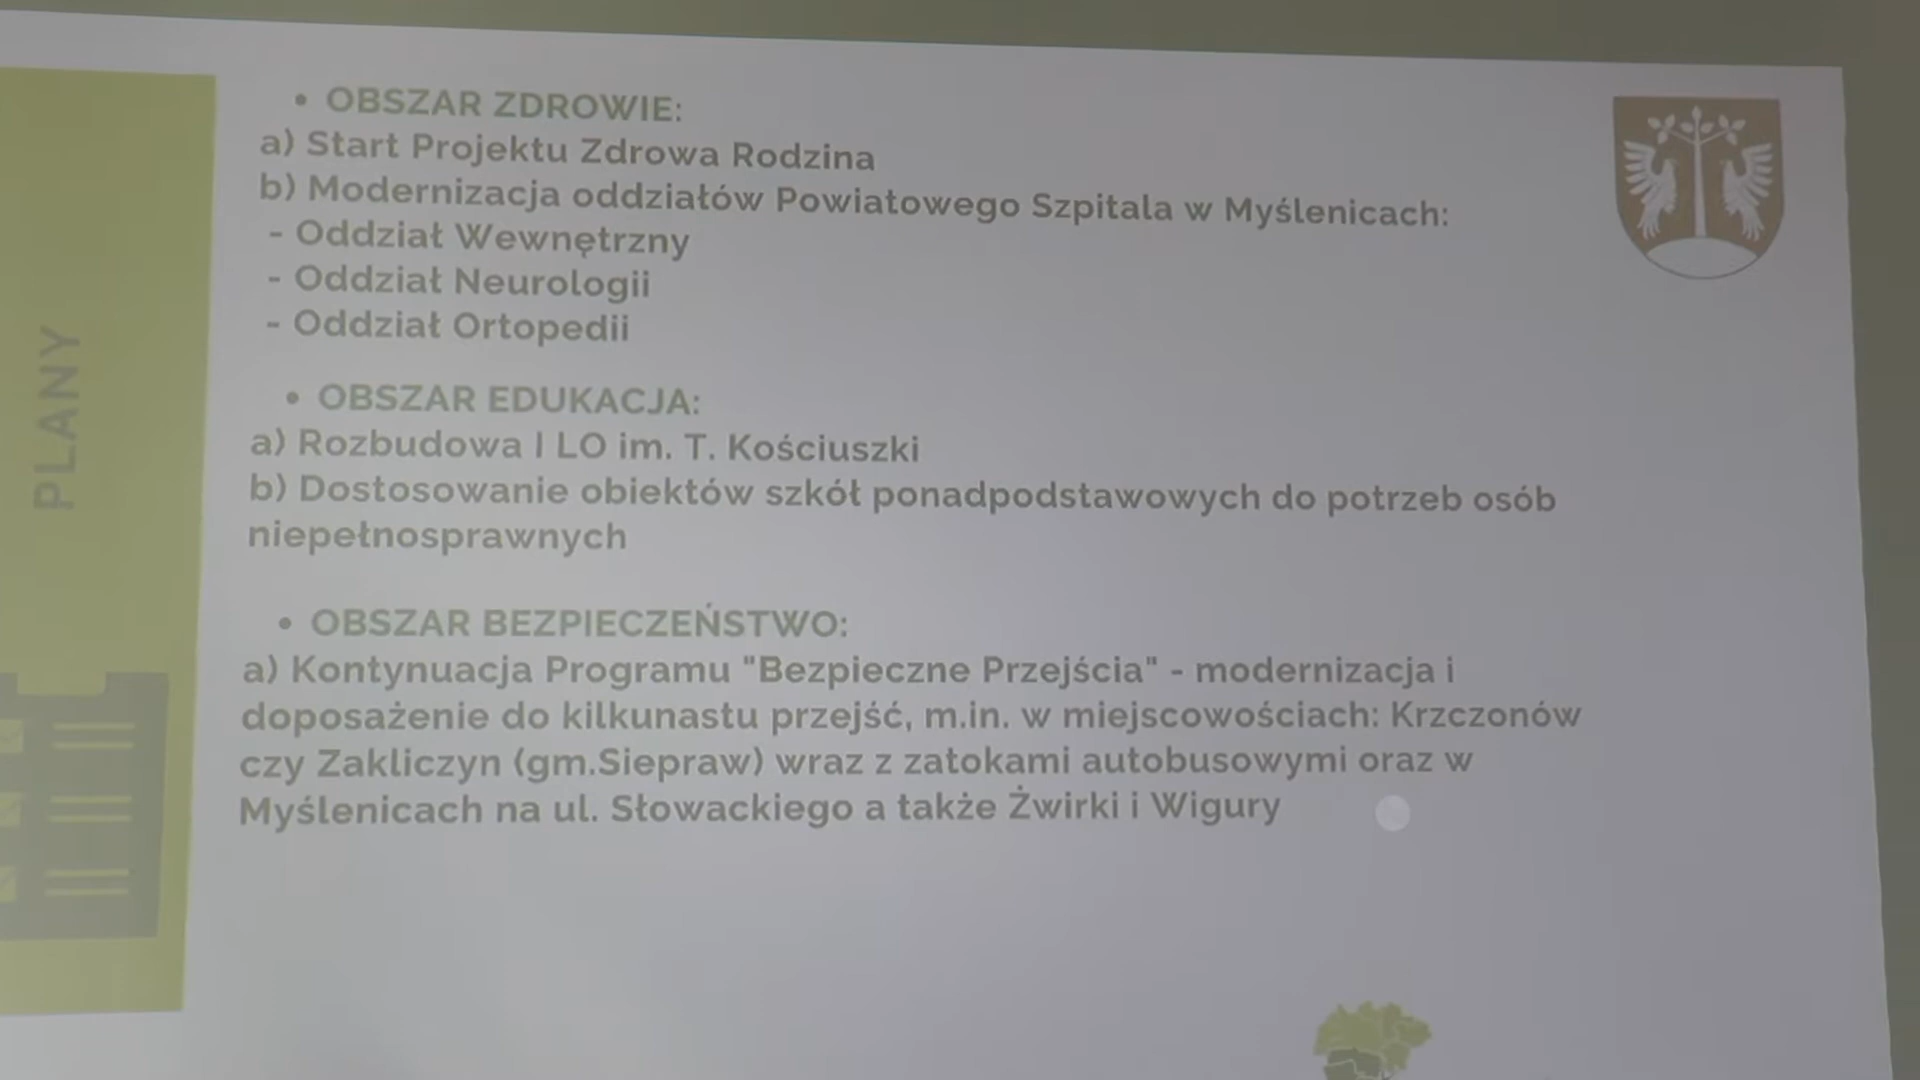 PLANY
• OBSZAR ZDROWIE:
a) Start Projektu Zdrowa Rodzina
b) Modernizacja oddziałów Powiatowego Szpitala w Myślenicach:
- Oddział Wewnętrzny
- Oddział Neurologii
- Oddział Ortopedii
• OBSZAR EDUKACJA:
a) Rozbudowa I LO im. T. Kościuszki
b) Dostosowanie obiektów szkół ponadpodstawowych do potrzeb osób
niepełnosprawnych
• OBSZAR BEZPIECZEŃSTWO:
a) Kontynuacja Programu "Bezpieczne Przejścia" - modernizacja i
doposażenie do kilkunastu przejść, m.in. w miejscowościach: Krzczonów
czy Zakliczyn (gm.Siepraw) wraz z zatokami autobusowymi oraz w
Myślenicach na ul. Słowackiego a także Żwirki i Wigury